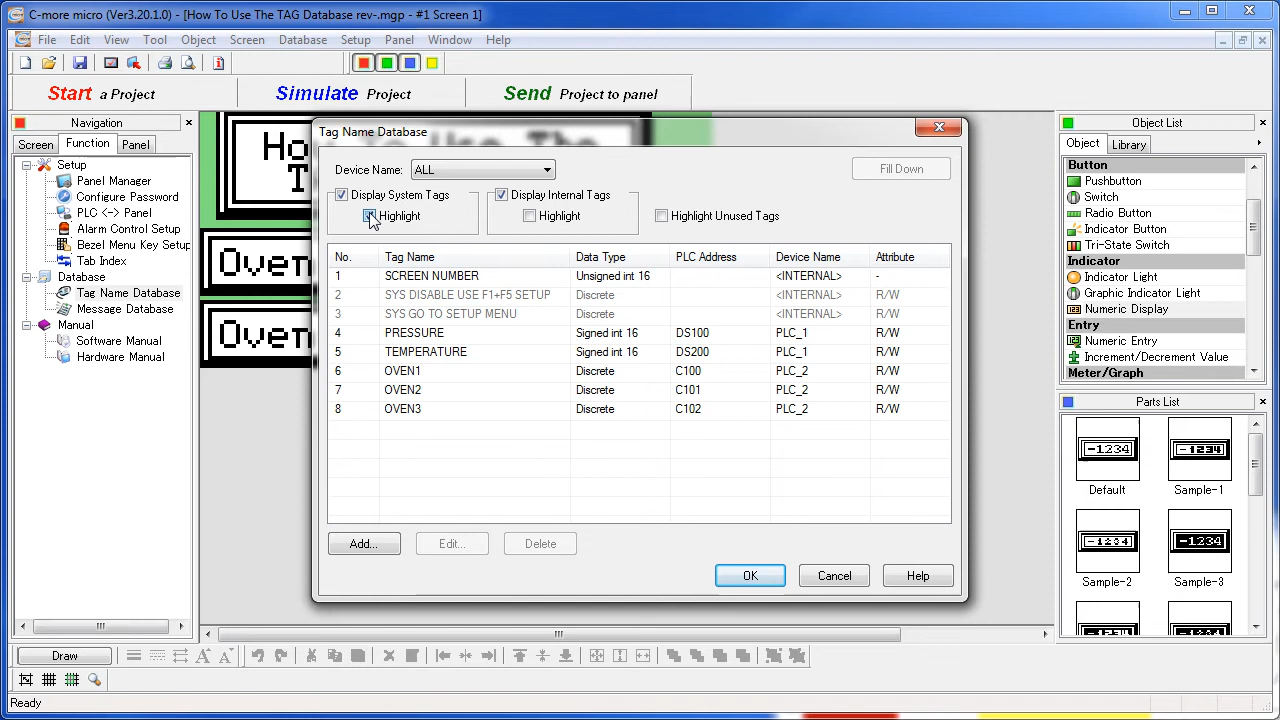 C-more micro (Ver3.20.1.0) - [How To Use The TAG Database rev-.mgp - #1 Screen 1]
File Edit View Tool Object Screen Database Setup Panel Window Help
Start a Project Simulate Project Send Project to panel
Navigation
Screen Function Panel
Setup
Panel Manager
Configure Password
PLC <-> Panel
Alarm Control Setup
Bezel Menu Key Setup
Tab Index
Database
Tag Name Database
Message Database
Manual
Software Manual
Hardware Manual
Oven
Oven
Tag Name Database
Device Name: ALL Fill Down
Display System Tags Display Internal Tags
Highlight Highlight Highlight Unused Tags
No. Tag Name Data Type PLC Address Device Name Attribute
1 SCREEN NUMBER Unsigned int 16 <INTERNAL> -
2 SYS DISABLE USE F1+F5 SETUP Discrete <INTERNAL> R/W
3 SYS GO TO SETUP MENU Discrete <INTERNAL> R/W
4 PRESSURE Signed int 16 DS100 PLC_1 R/W
5 TEMPERATURE Signed int 16 DS200 PLC_1 R/W
6 OVEN1 Discrete C100 PLC_2 R/W
7 OVEN2 Discrete C101 PLC_2 R/W
8 OVEN3 Discrete C102 PLC_2 R/W
Add... Edit... Delete
OK Cancel Help
Object List
Object Library
Button
Pushbutton
Switch
Radio Button
Indicator Button
Tri-State Switch
Indicator
Indicator Light
Graphic Indicator Light
Numeric Display
Entry
Numeric Entry
Increment/Decrement Value
Meter/Graph
Parts List
-1234 -1234
Default Sample-1
-1234 -1234
Sample-2 Sample-3
Draw
Ready